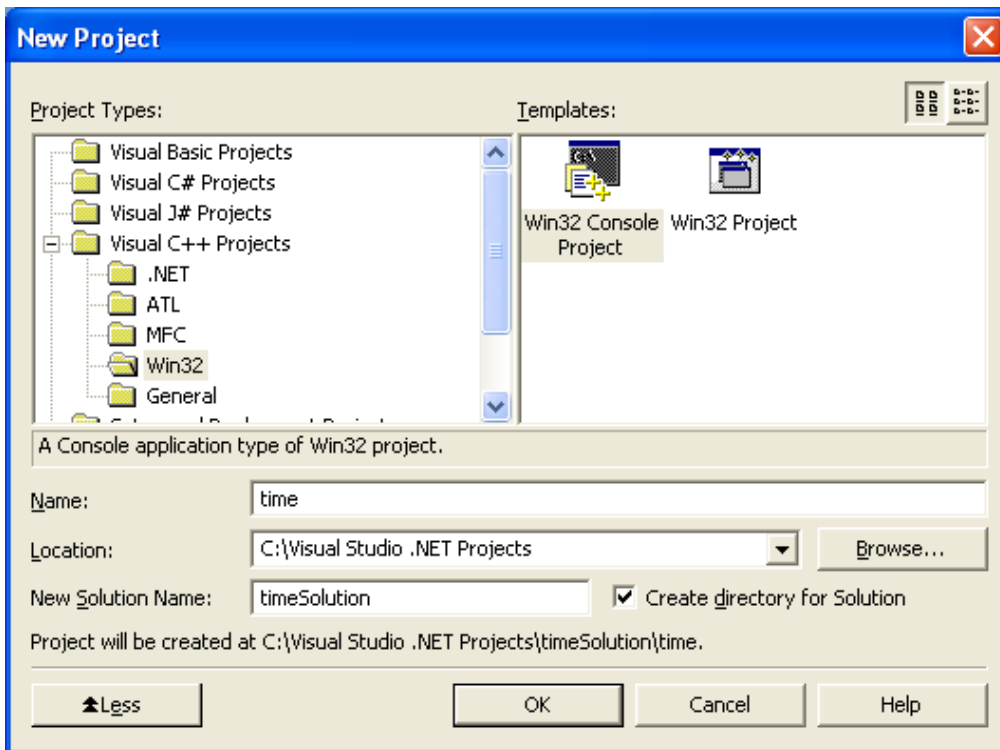 New Project
Project Types:
Templates:
Visual Basic Projects
Visual C# Projects
Visual J# Projects
Visual C++ Projects
.NET
ATL
MFC
Win32
General
Win32 Console
Project
Win32 Project
A Console application type of Win32 project.
Name:
time
Location:
C:\Visual Studio .NET Projects
Browse...
New Solution Name:
timeSolution
Create directory for Solution
Project will be created at C:\Visual Studio .NET Projects\timeSolution\time.
Less
OK
Cancel
Help